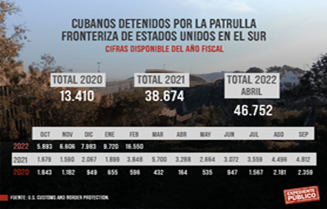 CUBANOS DETENIDOS POR LA PATRULLA
FRONTERIZA DE ESTADOS UNIDOS EN EL SUR
CIFRAS DISPONIBLE DEL AÑO FISCAL
TOTAL 2020
13.410
TOTAL 2021
38.674
TOTAL 2022
ABRIL
46.752
OCT NOV DIC ENE FEB MAR ABR MAY JUN JUL AGO SEP
2022 5.893 6.606 7.983 9.720 16.550
2021 1.679 1.580 2.067 1.899 3.848 5.700 3.288 2.664 3.072 3.559 4.496 4.812
2020 1.843 1.182 949 655 596 432 164 535 947 1.567 2.181 2.359
FUENTE: U.S. CUSTOMS AND BORDER PROTECTION.
EXPEDIENTE
PÚBLICO